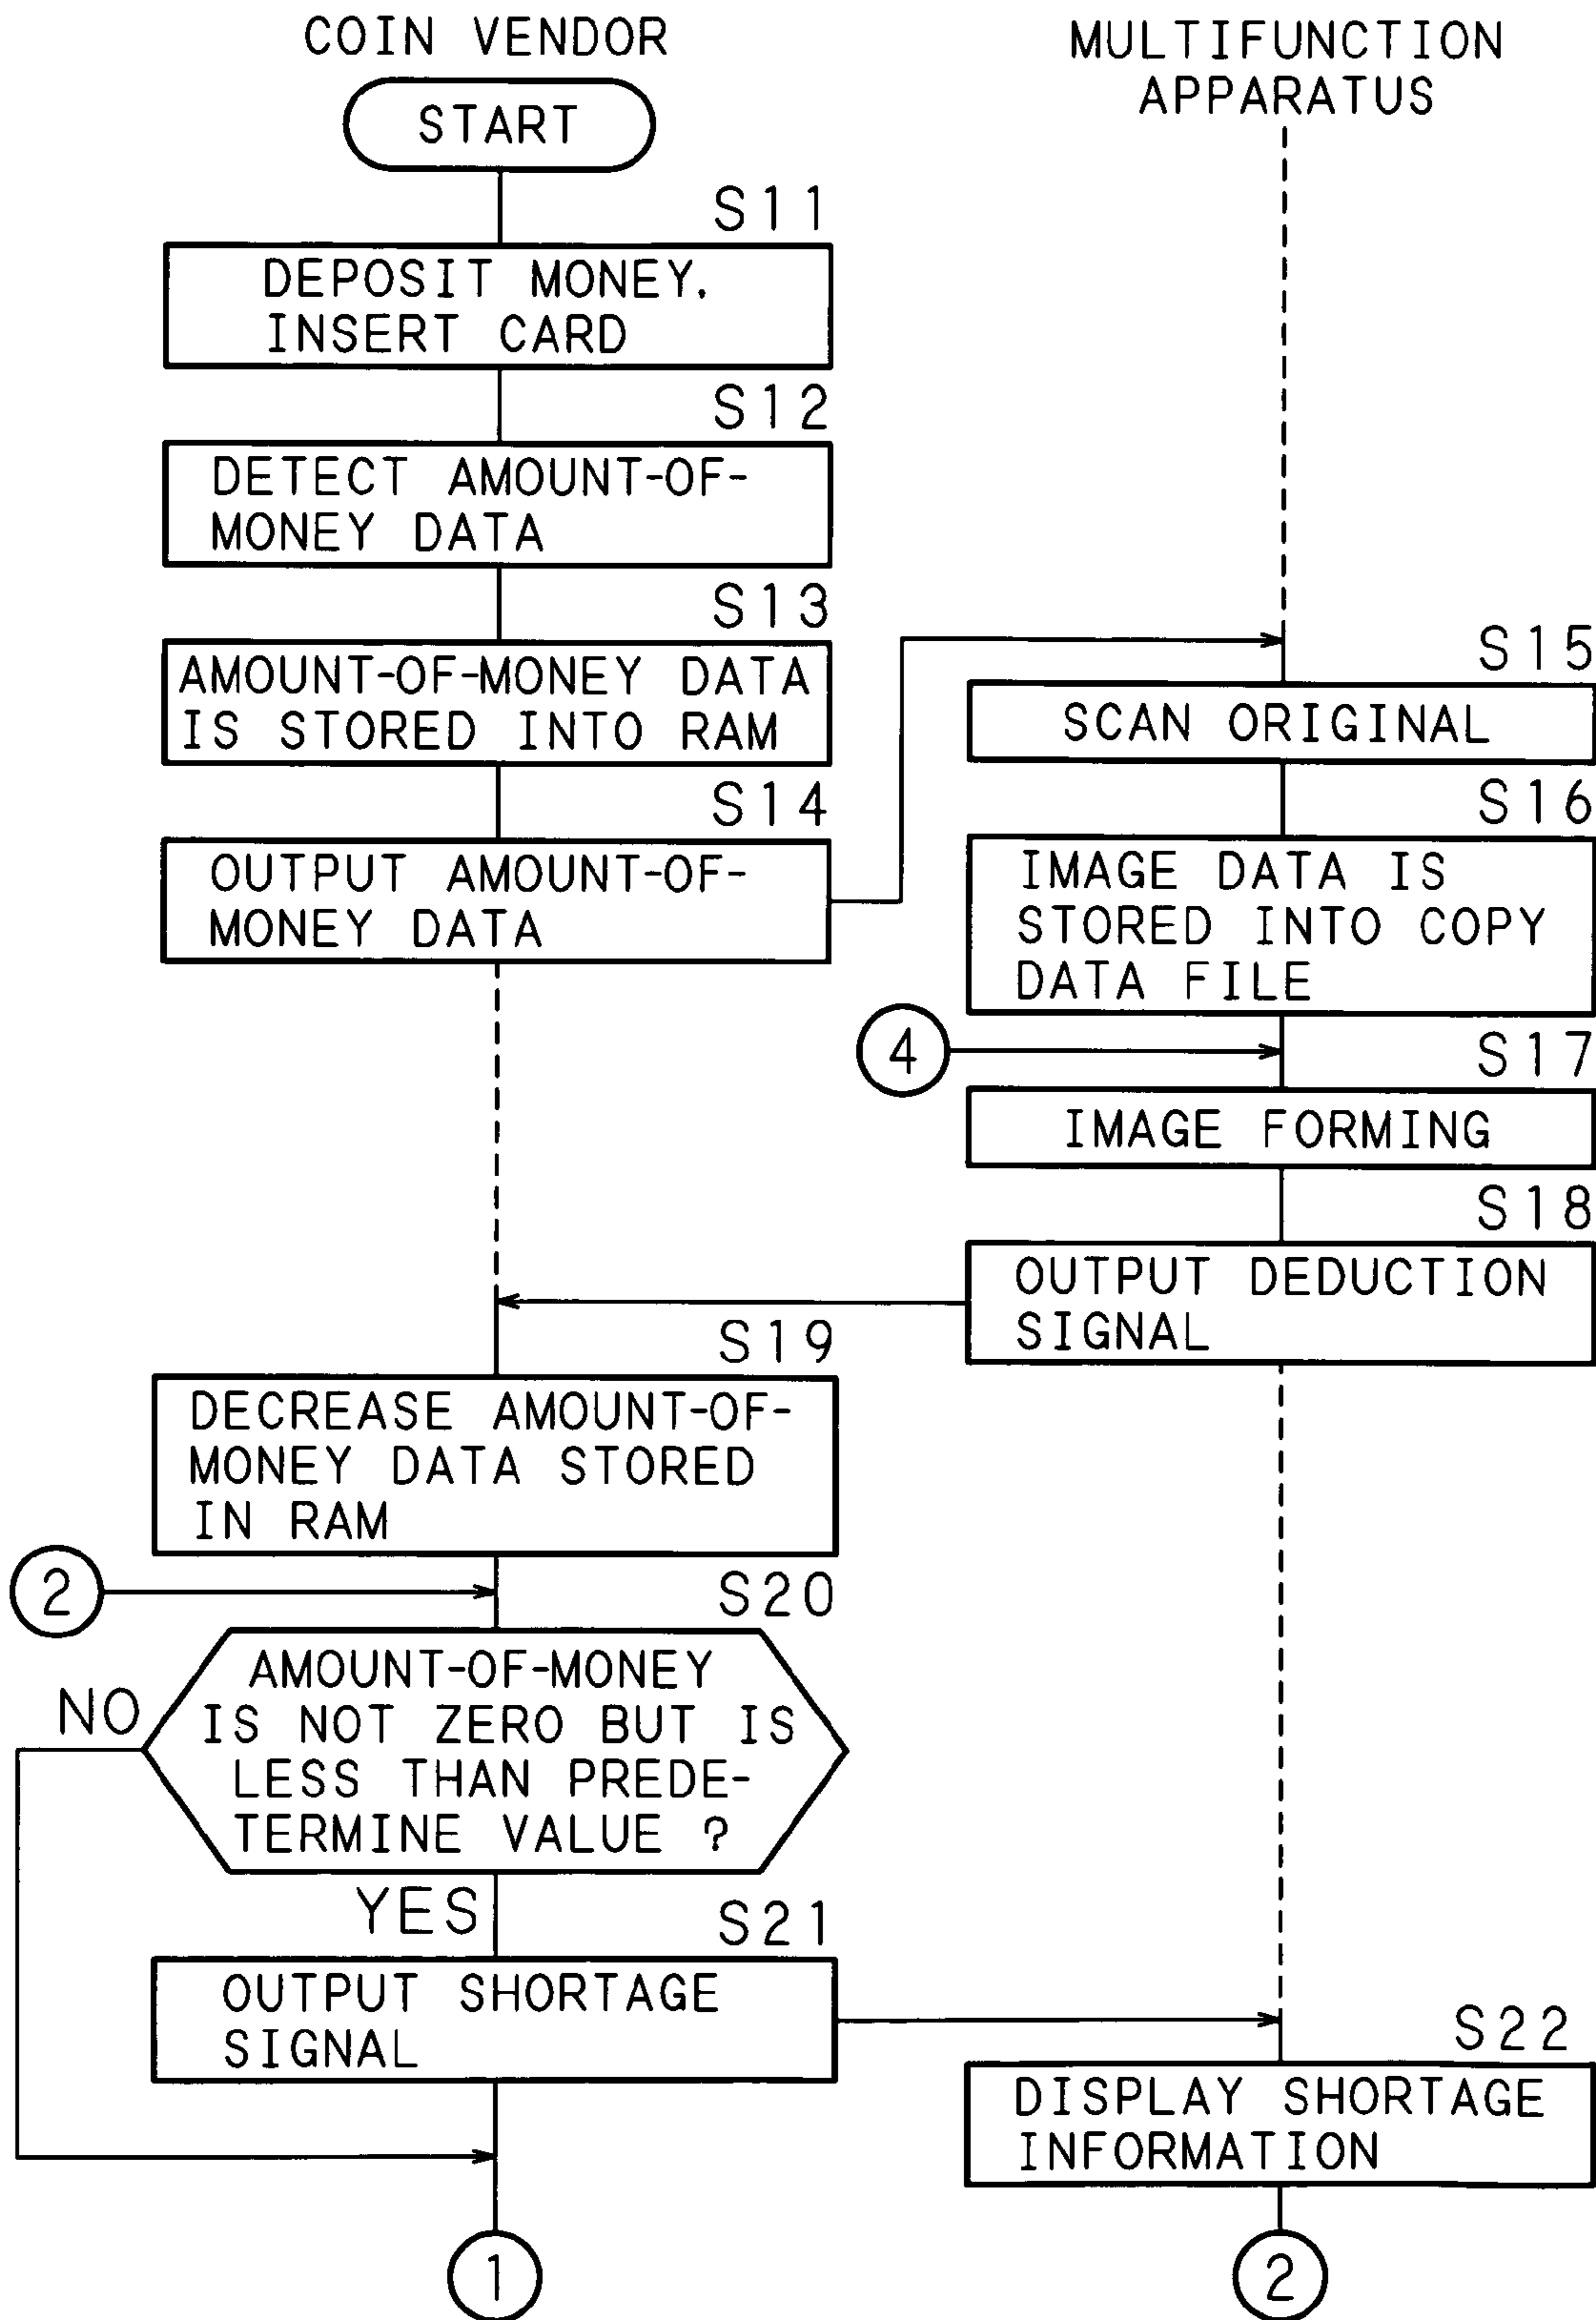 COIN VENDOR
MULTIFUNCTION
APPARATUS
START
S11
DEPOSIT MONEY.
INSERT CARD
S12
DETECT AMOUNT-OF-
MONEY DATA
S13
AMOUNT-OF-MONEY DATA
IS STORED INTO RAM
S14
OUTPUT AMOUNT-OF-
MONEY DATA
S15
SCAN ORIGINAL
S16
IMAGE DATA IS
STORED INTO COPY
DATA FILE
4
S17
IMAGE FORMING
S18
OUTPUT DEDUCTION
SIGNAL
S19
DECREASE AMOUNT-OF-
MONEY DATA STORED
IN RAM
2
S20
AMOUNT-OF-MONEY
IS NOT ZERO BUT IS
LESS THAN PREDE-
TERMINE VALUE ?
NO
YES
S21
OUTPUT SHORTAGE
SIGNAL
S22
DISPLAY SHORTAGE
INFORMATION
1
2